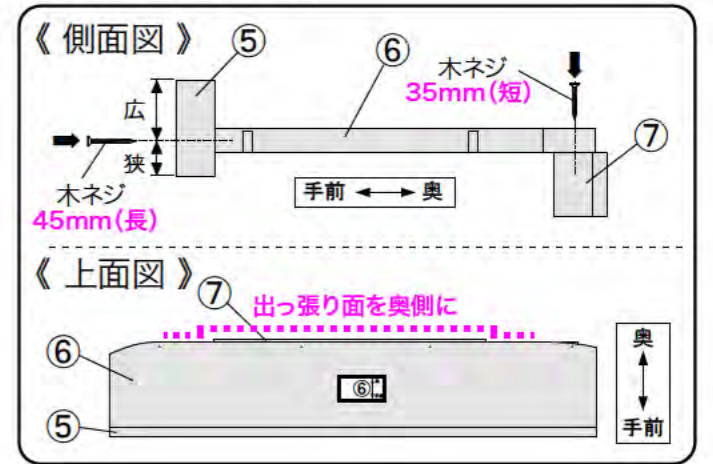 《 側面図 》
⑤
⑥
木ネジ
35mm(短)
広
⑦
狭
木ネジ
45mm(長)
手前 ⟷ 奥
《 上面図 》
⑦
出っ張り面を奥側に
⑥
⑥
⑤
奥
手前